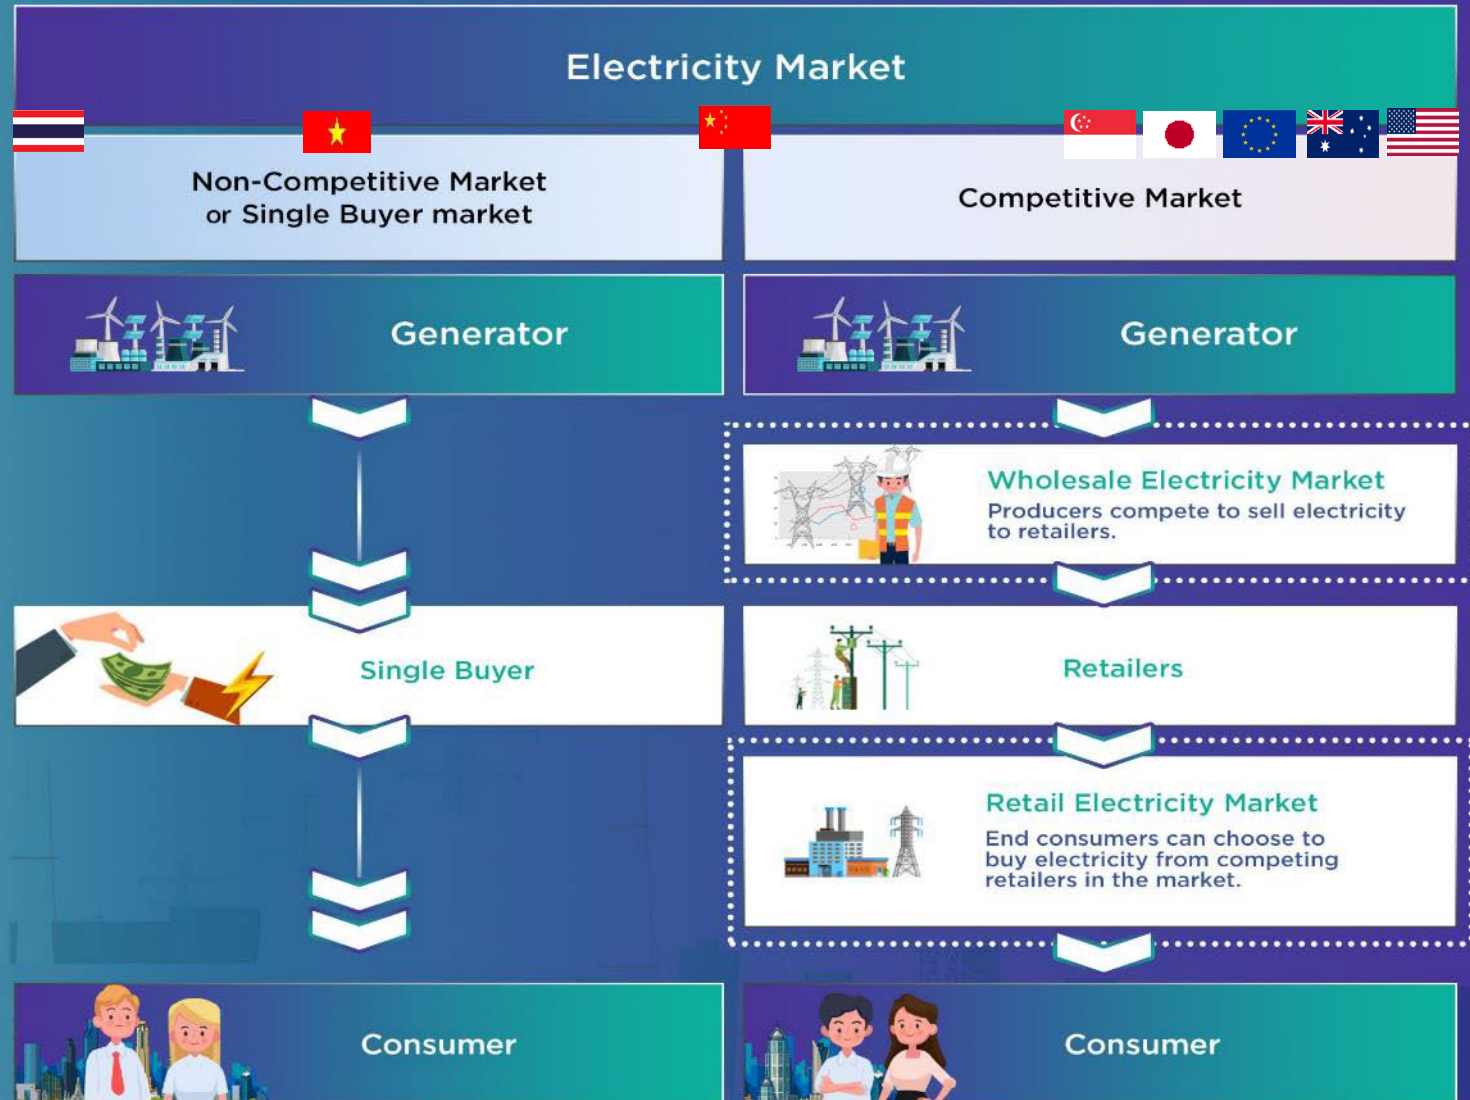 Electricity Market
Non-Competitive Market
or Single Buyer market
Competitive Market
Generator
Generator
Wholesale Electricity Market
Producers compete to sell electricity
to retailers.
Single Buyer
Retailers
Retail Electricity Market
End consumers can choose to
buy electricity from competing
retailers in the market.
Consumer
Consumer